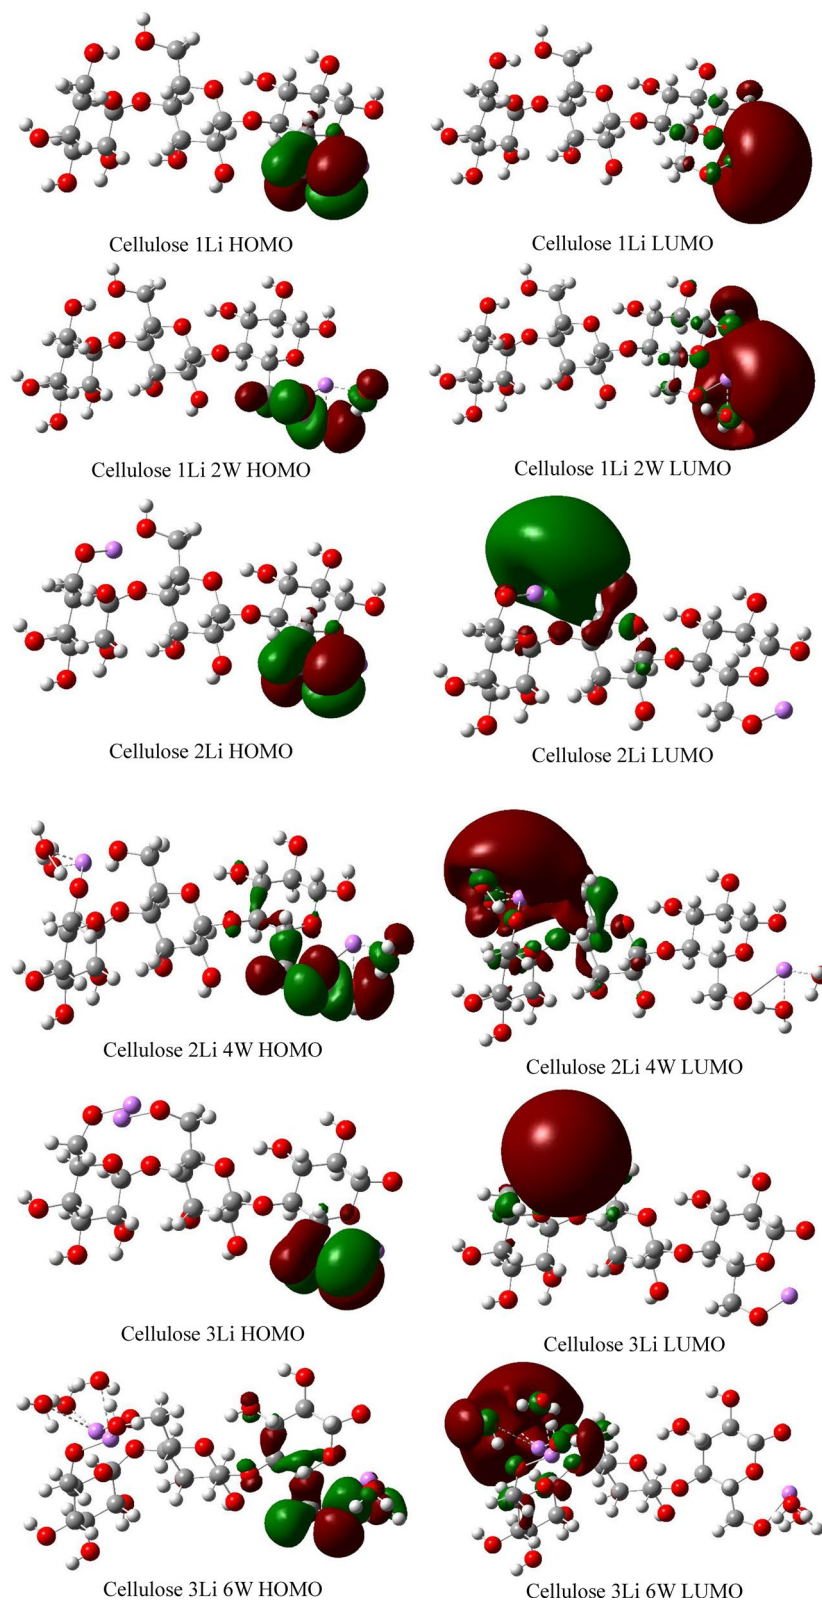 Cellulose 1Li HOMO
Cellulose 1Li LUMO
Cellulose 1Li 2W HOMO
Cellulose 1Li 2W LUMO
Cellulose 2Li HOMO
Cellulose 2Li LUMO
Cellulose 2Li 4W HOMO
Cellulose 2Li 4W LUMO
Cellulose 3Li HOMO
Cellulose 3Li LUMO
Cellulose 3Li 6W HOMO
Cellulose 3Li 6W LUMO